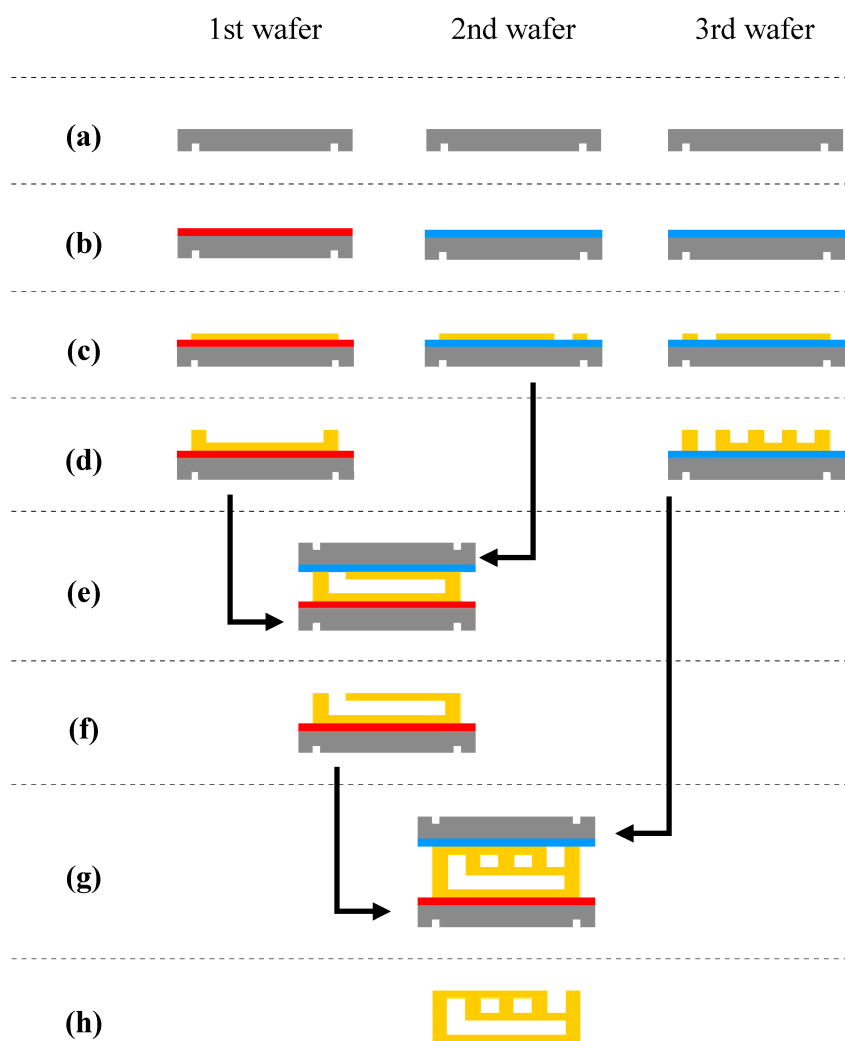 1st wafer 2nd wafer 3rd wafer
(a)
(b)
(c)
(d)
(e)
(f)
(g)
(h)